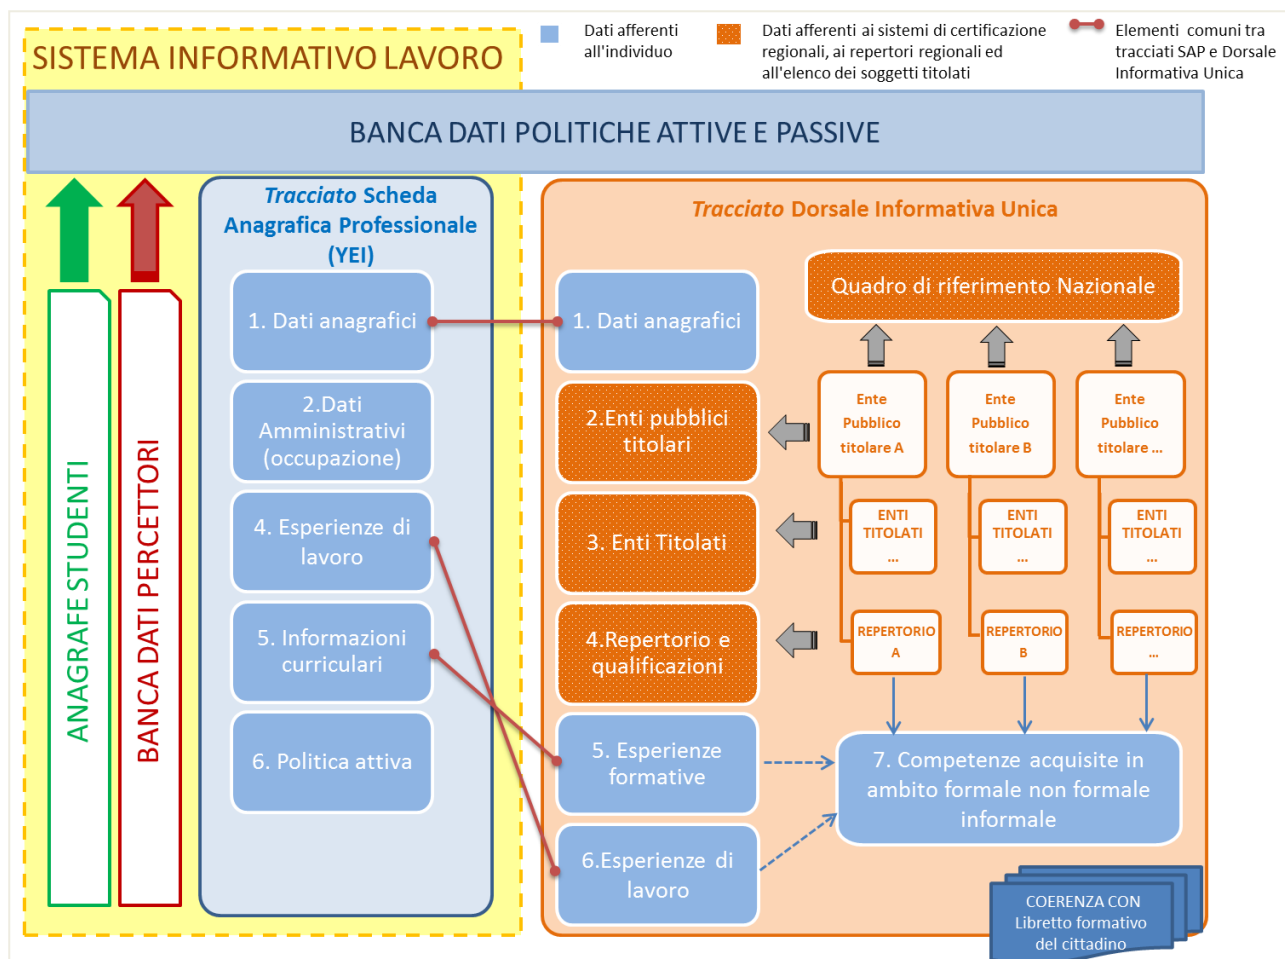 SISTEMA INFORMATIVO LAVORO
Dati afferenti
all'individuo
Dati afferenti ai sistemi di certificazione
regionali, ai repertori regionali ed
all'elenco dei soggetti titolati
Elementi comuni tra
tracciati SAP e Dorsale
Informativa Unica
BANCA DATI POLITICHE ATTIVE E PASSIVE
ANAGRAFE STUDENTI
BANCA DATI PERCETTORI
Tracciato Scheda
Anagrafica Professionale
(YEI)
1. Dati anagrafici
2.Dati
Amministrativi
(occupazione)
4. Esperienze di
lavoro
5. Informazioni
curriculari
6. Politica attiva
Tracciato Dorsale Informativa Unica
1. Dati anagrafici
2.Enti pubblici
titolari
3. Enti Titolati
4.Repertorio e
qualificazioni
5. Esperienze
formative
6.Esperienze di
lavoro
Quadro di riferimento Nazionale
Ente
Pubblico
titolare A
Ente
Pubblico
titolare B
Ente
Pubblico
titolare ...
ENTI
TITOLATI
...
ENTI
TITOLATI
...
ENTI
TITOLATI
...
REPERTORIO
A
REPERTORIO
B
REPERTORIO
...
7. Competenze acquisite in
ambito formale non formale
informale
COERENZA CON
Libretto formativo
del cittadino